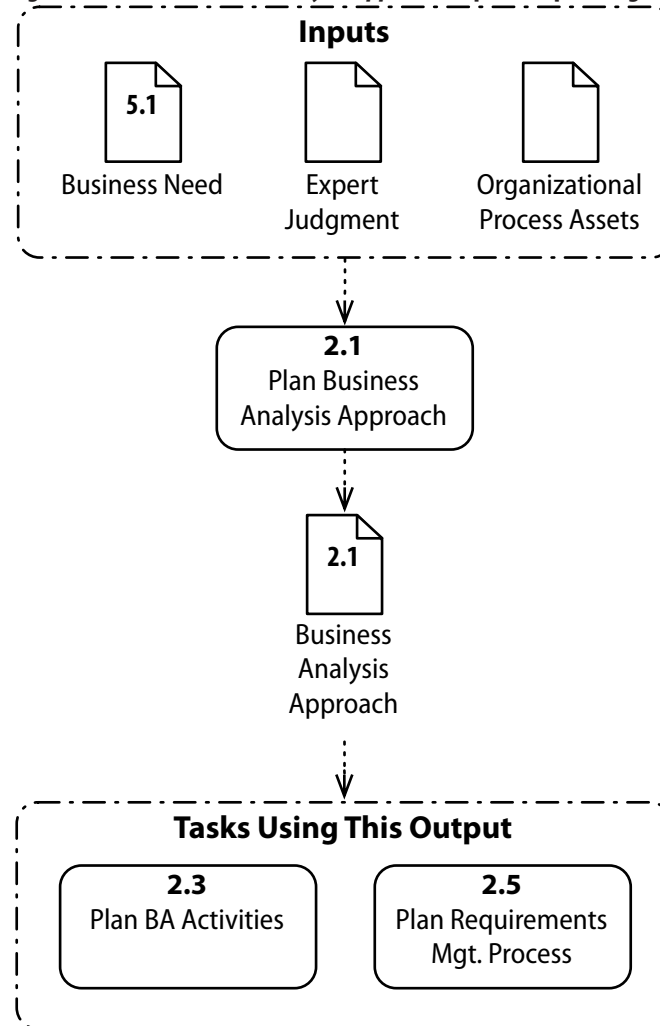 Inputs
5.1
Business Need
Expert
Judgment
Organizational
Process Assets
2.1
Plan Business
Analysis Approach
2.1
Business
Analysis
Approach
Tasks Using This Output
2.3
Plan BA Activities
2.5
Plan Requirements
Mgt. Process